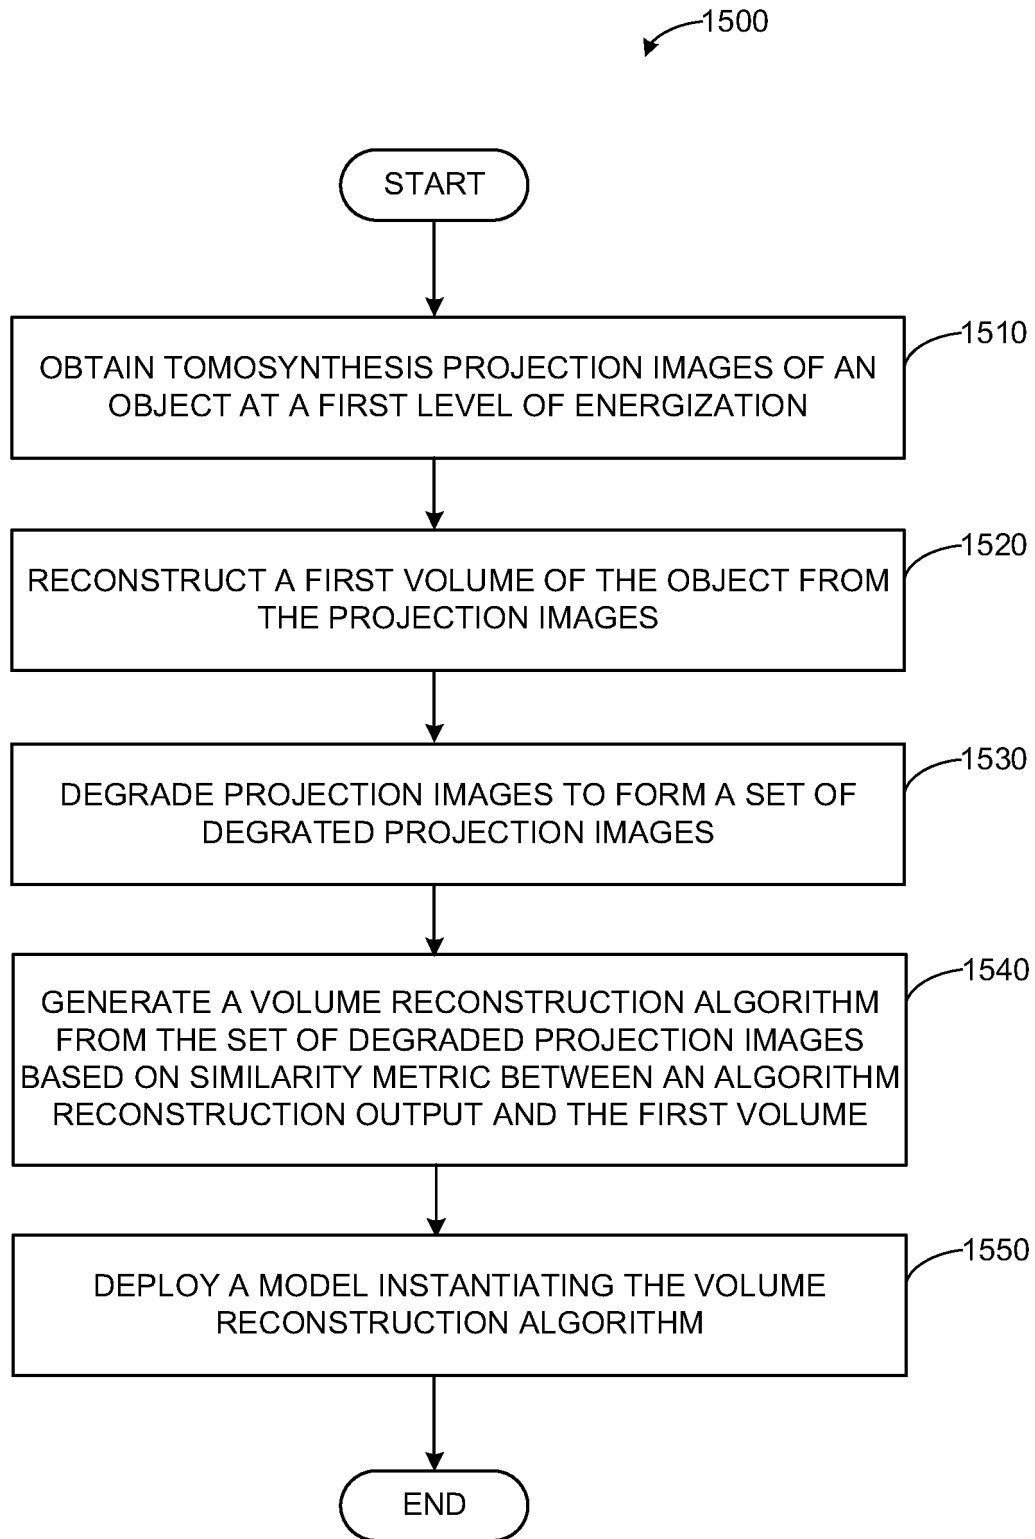 1500
START
1510
OBTAIN TOMOSYNTHESIS PROJECTION IMAGES OF AN
OBJECT AT A FIRST LEVEL OF ENERGIZATION
1520
RECONSTRUCT A FIRST VOLUME OF THE OBJECT FROM
THE PROJECTION IMAGES
1530
DEGRADE PROJECTION IMAGES TO FORM A SET OF
DEGRATED PROJECTION IMAGES
1540
GENERATE A VOLUME RECONSTRUCTION ALGORITHM
FROM THE SET OF DEGRADED PROJECTION IMAGES
BASED ON SIMILARITY METRIC BETWEEN AN ALGORITHM
RECONSTRUCTION OUTPUT AND THE FIRST VOLUME
1550
DEPLOY A MODEL INSTANTIATING THE VOLUME
RECONSTRUCTION ALGORITHM
END